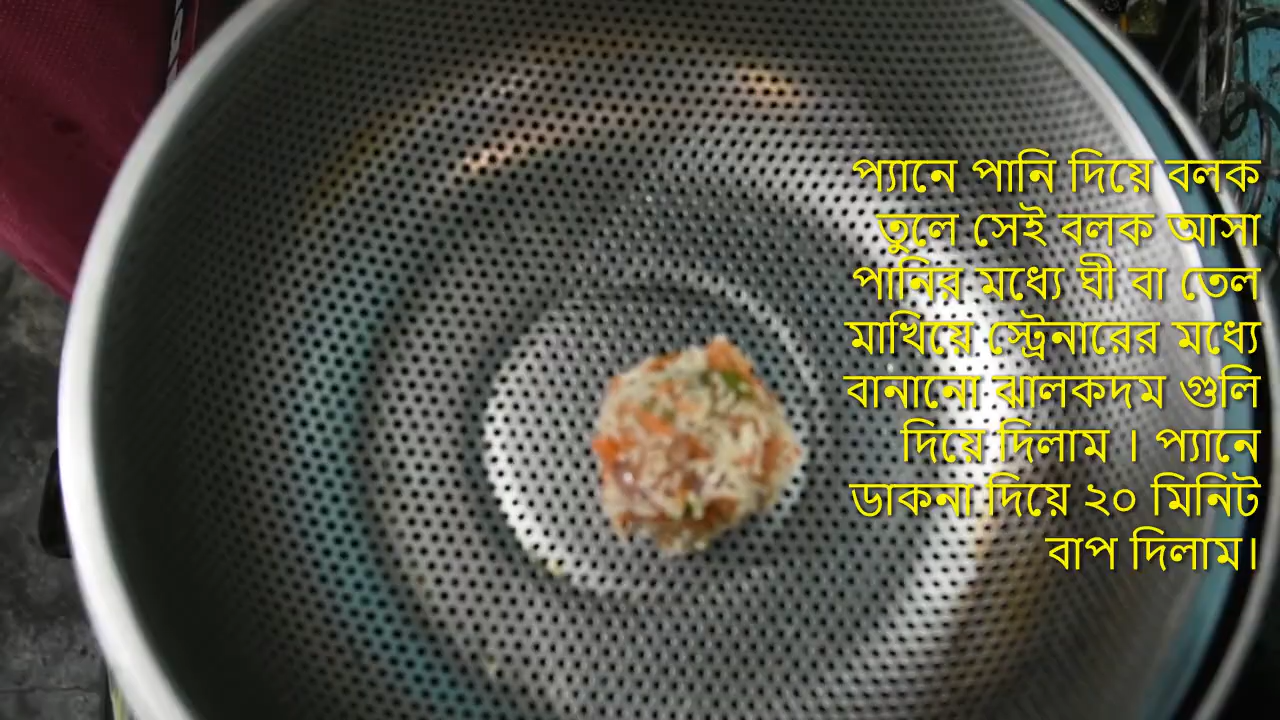 প্যানে পানি দিয়ে বলক
তুলে সেই বলক আসা
পানির মধ্যে ঘী বা তেল
মাখিয়ে স্ট্রেনারের মধ্যে
বানানো ঝালকদম গুলি
দিয়ে দিলাম । প্যানে
ডাকনা দিয়ে ২০ মিনিট
বাপ দিলাম।